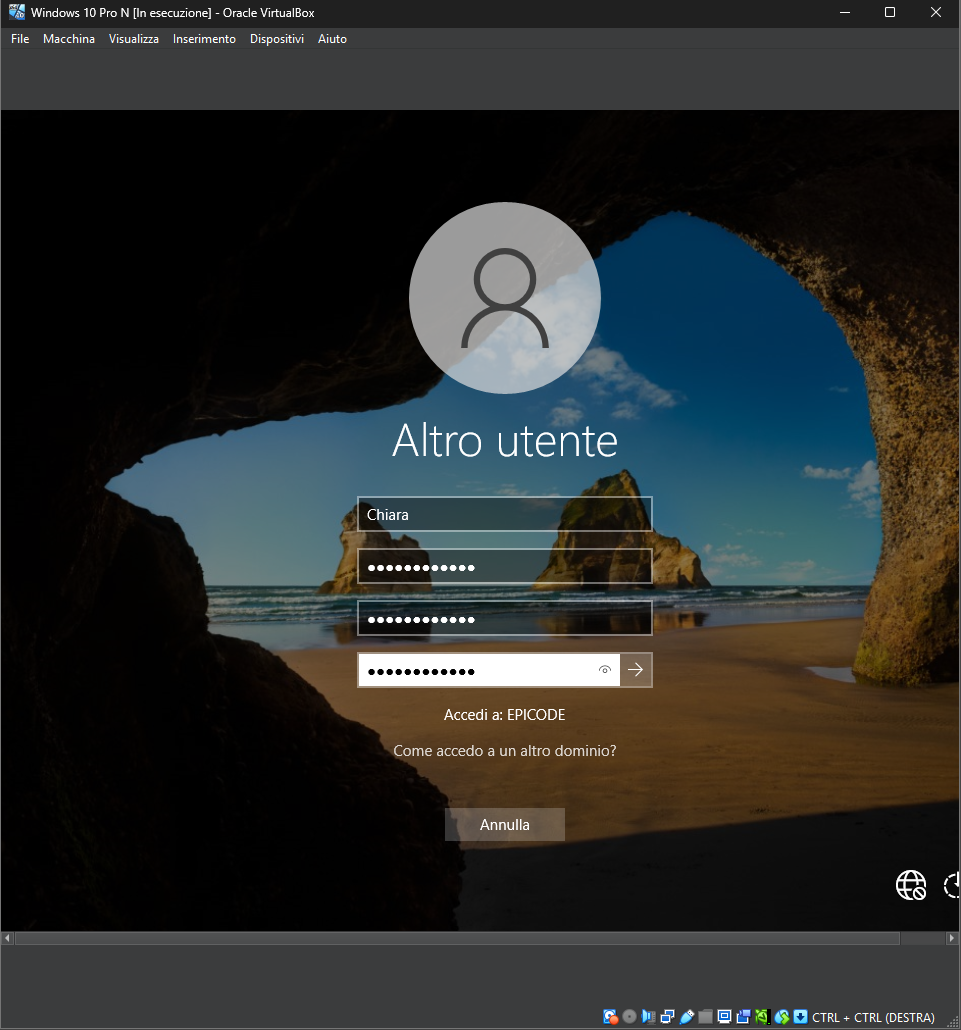 Windows 10 Pro N [In esecuzione] - Oracle VirtualBox
File Macchina Visualizza Inserimento Dispositivi Aiuto
Altro utente
Chiara
●●●●●●●●●●●●
●●●●●●●●●●●●
●●●●●●●●●●●●
Accedi a: EPICODE
Come accedo a un altro dominio?
Annulla
CTRL + CTRL (DESTRA)